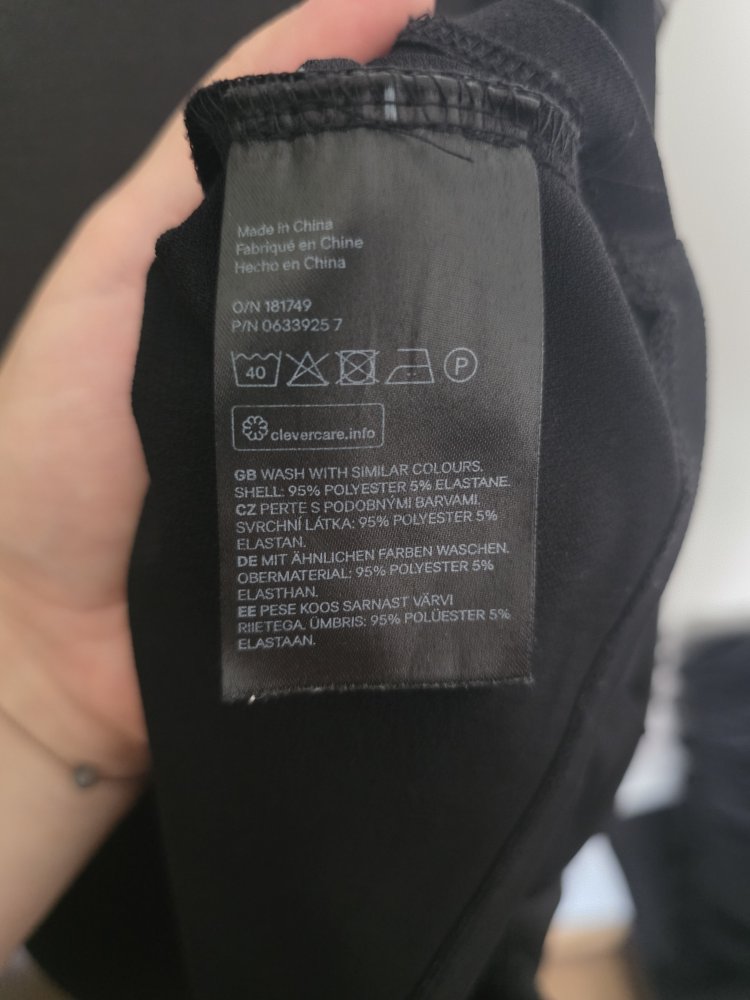 Made in China
Fabriqué en Chine
Hecho en China
O/N 181749
P/N 0633925 7
40 P
clevercare.info
GB WASH WITH SIMILAR COLOURS.
SHELL: 95% POLYESTER 5% ELASTANE.
CZ PERTE S PODOBNÝMI BARVAMI.
SVRCHNÍ LÁTKA: 95% POLYESTER 5%
ELASTAN.
DE MIT ÄHNLICHEN FARBEN WASCHEN.
OBERMATERIAL: 95% POLYESTER 5%
ELASTHAN.
EE PESE KOOS SARNAST VÄRVI
RIIETEGA. ÜMBRIS: 95% POLÜESTER 5%
ELASTAAN.